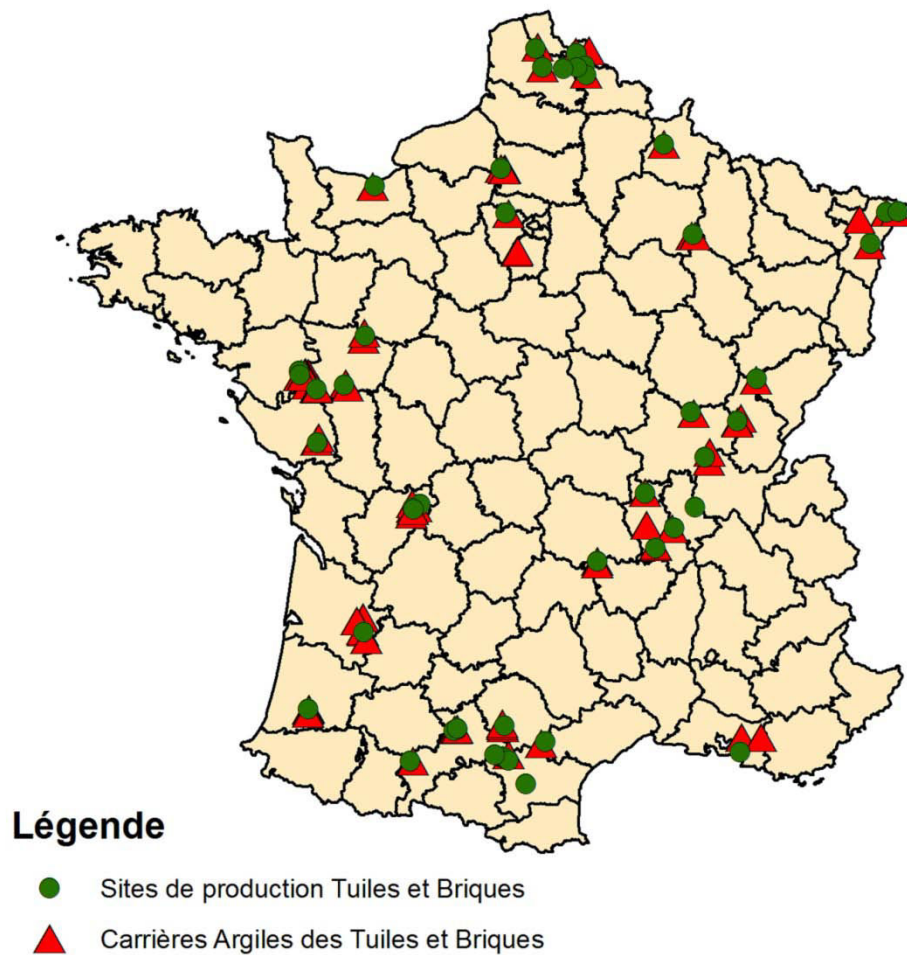 Légende
Sites de production Tuiles et Briques
Carrières Argiles des Tuiles et Briques